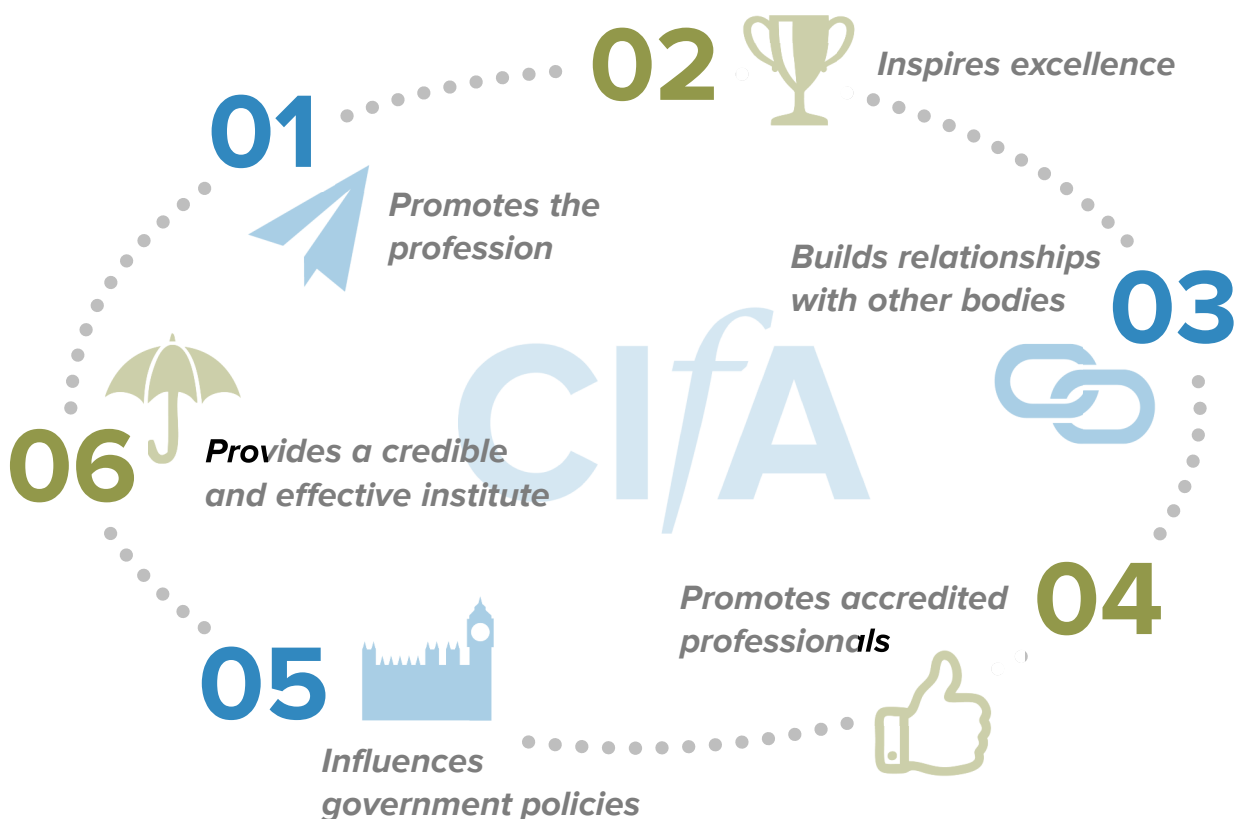 01
Promotes the
profession
02
Inspires excellence
03
Builds relationships
with other bodies
04
Promotes accredited
professionals
05
Influences
government policies
06
Provides a credible
and effective institute
CIfA